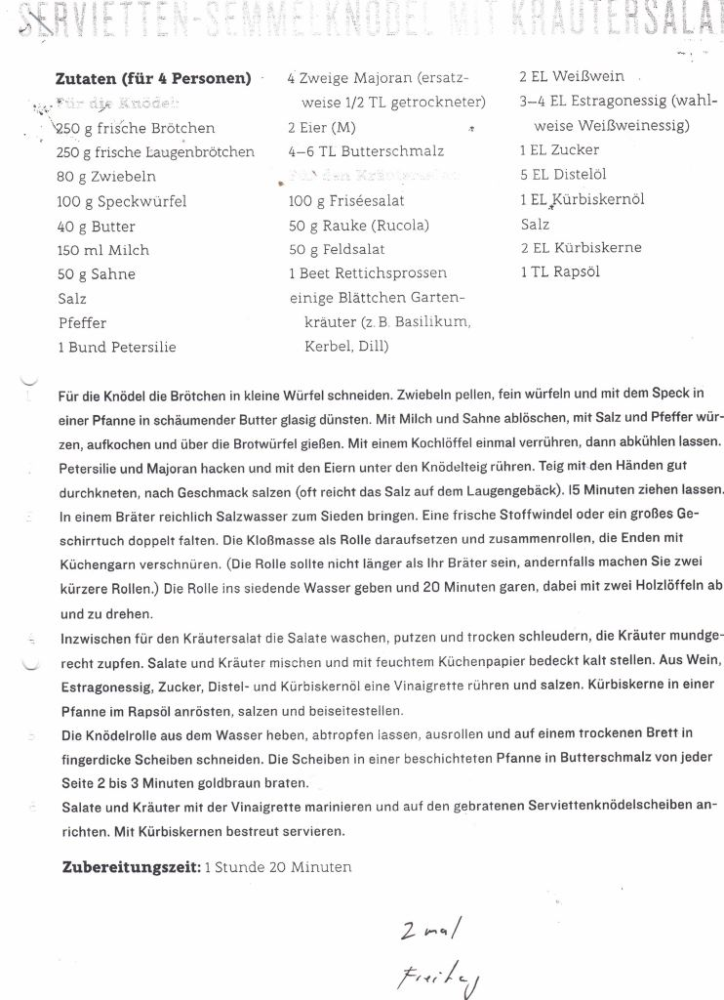 SERVIETTEN-SEMMELKNÖDEL MIT KRÄUTERSALAT
Zutaten (für 4 Personen)
Für die Knödel:
250 g frische Brötchen
250 g frische Laugenbrötchen
80 g Zwiebeln
100 g Speckwürfel
40 g Butter
150 ml Milch
50 g Sahne
Salz
Pfeffer
1 Bund Petersilie
4 Zweige Majoran (ersatz-
weise 1/2 TL getrockneter)
2 Eier (M)
4–6 TL Butterschmalz
Für den Kräutersalat:
100 g Friséesalat
50 g Rauke (Rucola)
50 g Feldsalat
1 Beet Rettichsprossen
einige Blättchen Garten-
kräuter (z. B. Basilikum,
Kerbel, Dill)
2 EL Weißwein
3–4 EL Estragonessig (wahl-
weise Weißweinessig)
1 EL Zucker
5 EL Distelöl
1 EL Kürbiskernöl
Salz
2 EL Kürbiskerne
1 TL Rapsöl
Für die Knödel die Brötchen in kleine Würfel schneiden. Zwiebeln pellen, fein würfeln und mit dem Speck in
einer Pfanne in schäumender Butter glasig dünsten. Mit Milch und Sahne ablöschen, mit Salz und Pfeffer wür-
zen, aufkochen und über die Brotwürfel gießen. Mit einem Kochlöffel einmal verrühren, dann abkühlen lassen.
Petersilie und Majoran hacken und mit den Eiern unter den Knödelteig rühren. Teig mit den Händen gut
durchkneten, nach Geschmack salzen (oft reicht das Salz auf dem Laugengebäck). 15 Minuten ziehen lassen.
In einem Bräter reichlich Salzwasser zum Sieden bringen. Eine frische Stoffwindel oder ein großes Ge-
schirrtuch doppelt falten. Die Kloßmasse als Rolle daraufsetzen und zusammenrollen, die Enden mit
Küchengarn verschnüren. (Die Rolle sollte nicht länger als Ihr Bräter sein, andernfalls machen Sie zwei
kürzere Rollen.) Die Rolle ins siedende Wasser geben und 20 Minuten garen, dabei mit zwei Holzlöffeln ab
und zu drehen.
Inzwischen für den Kräutersalat die Salate waschen, putzen und trocken schleudern, die Kräuter mundge-
recht zupfen. Salate und Kräuter mischen und mit feuchtem Küchenpapier bedeckt kalt stellen. Aus Wein,
Estragonessig, Zucker, Distel- und Kürbiskernöl eine Vinaigrette rühren und salzen. Kürbiskerne in einer
Pfanne im Rapsöl anrösten, salzen und beiseitestellen.
Die Knödelrolle aus dem Wasser heben, abtropfen lassen, ausrollen und auf einem trockenen Brett in
fingerdicke Scheiben schneiden. Die Scheiben in einer beschichteten Pfanne in Butterschmalz von jeder
Seite 2 bis 3 Minuten goldbraun braten.
Salate und Kräuter mit der Vinaigrette marinieren und auf den gebratenen Serviettenknödelscheiben an-
richten. Mit Kürbiskernen bestreut servieren.
Zubereitungszeit: 1 Stunde 20 Minuten
2 mal
Freitag